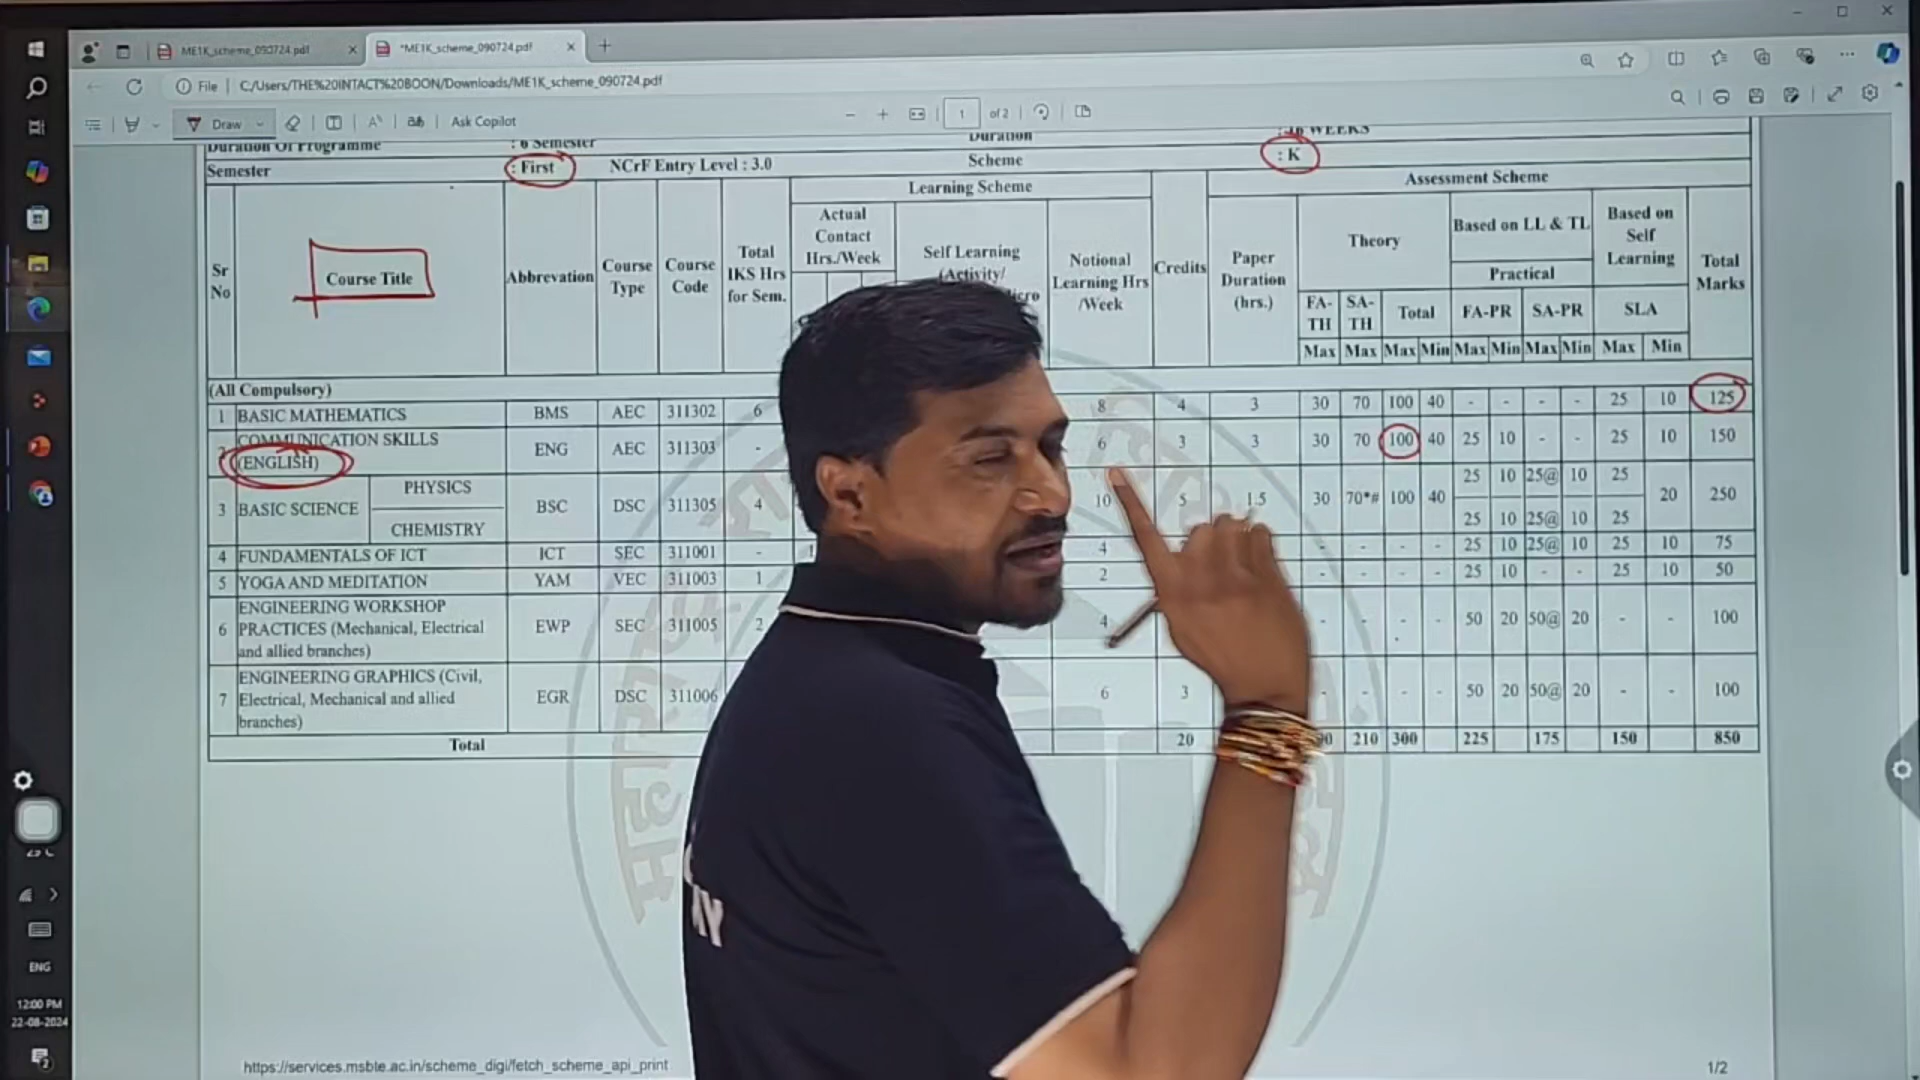 ME1K_scheme_090724.pdf
*ME1K_scheme_090724.pdf
File C:/Users/THE%20INTACT%20BOON/Downloads/ME1K_scheme_090724.pdf
Draw
Ask Copilot
1 of 2
Duration Of Programme : 6 Semester Duration : 16 WEEKS
Semester : First NCrF Entry Level : 3.0 Scheme : K
Sr No
Course Title
Abbrevation
Course Type
Course Code
Total IKS Hrs for Sem.
Learning Scheme
Actual Contact Hrs./Week
Self Learning (Activity/
Notional Learning Hrs /Week
Credits
Paper Duration (hrs.)
Assessment Scheme
Theory
Based on LL & TL
Practical
Based on Self Learning
Total Marks
FA-TH SA-TH Total FA-PR SA-PR SLA
Max Max Max Min Max Min Max Min Max Min
(All Compulsory)
1 BASIC MATHEMATICS BMS AEC 311302 6 8 4 3 30 70 100 40 - - - - 25 10 125
2 COMMUNICATION SKILLS (ENGLISH) ENG AEC 311303 - 6 3 3 30 70 100 40 25 10 - - 25 10 150
3 BASIC SCIENCE PHYSICS BSC DSC 311305 4 10 5 1.5 30 70*# 100 40 25 10 25@ 10 25 20 250
CHEMISTRY 25 10 25@ 10 25
4 FUNDAMENTALS OF ICT ICT SEC 311001 - 4 - - - - 25 10 25@ 10 25 10 75
5 YOGA AND MEDITATION YAM VEC 311003 1 2 - - - - 25 10 - - 25 10 50
6 ENGINEERING WORKSHOP PRACTICES (Mechanical, Electrical and allied branches) EWP SEC 311005 2 4 - - - - 50 20 50@ 20 - - 100
7 ENGINEERING GRAPHICS (Civil, Electrical, Mechanical and allied branches) EGR DSC 311006 6 3 - - - - 50 20 50@ 20 - - 100
Total 20 210 300 225 175 150 850
https://services.msbte.ac.in/scheme_digi/fetch_scheme_api_print
1/2
ENG
12:00 PM
22-08-2024